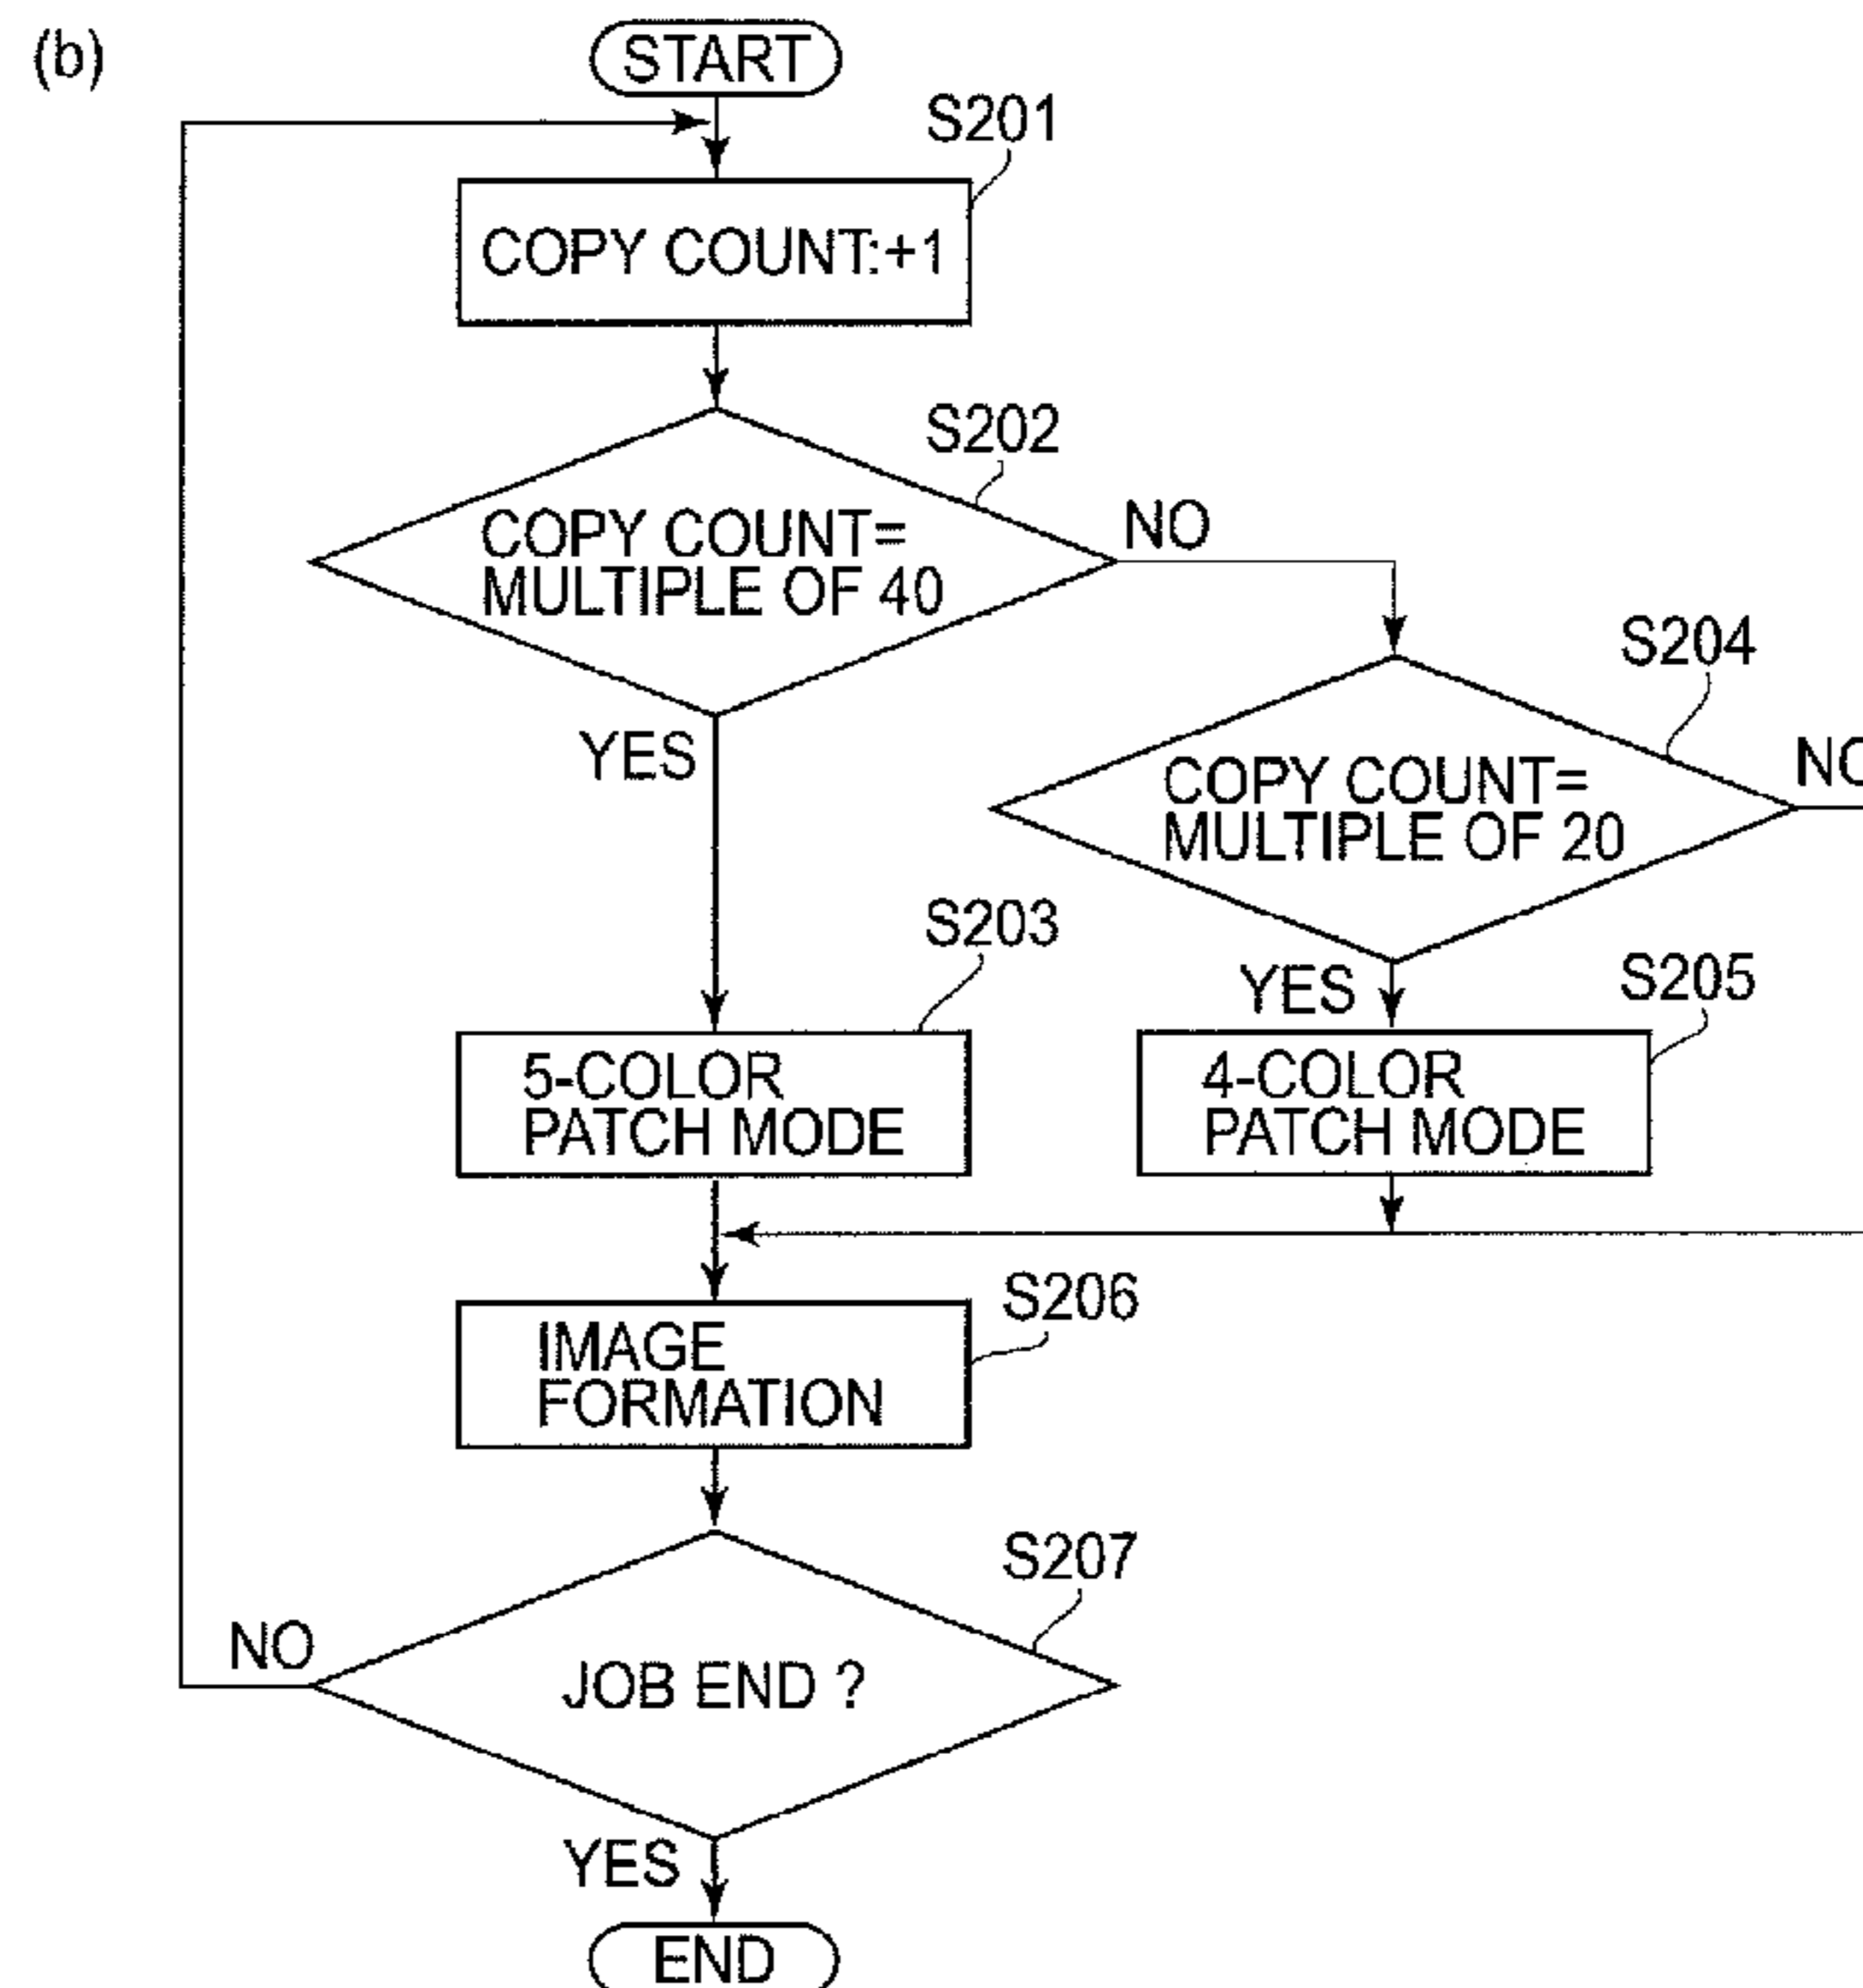 (b)
START
S201
COPY COUNT:+1
S202
COPY COUNT=
MULTIPLE OF 40
NO
YES
S204
COPY COUNT=
MULTIPLE OF 20
NO
YES
S203
5-COLOR
PATCH MODE
S205
4-COLOR
PATCH MODE
S206
IMAGE
FORMATION
S207
JOB END ?
NO
YES
END